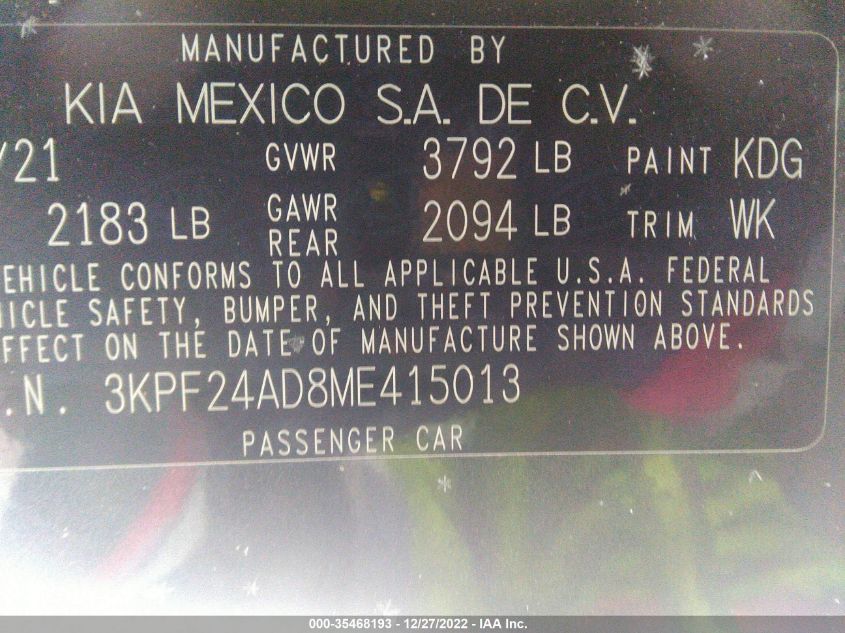 MANUFACTURED BY
KIA MEXICO S.A. DE C.V.
/21 GVWR 3792 LB PAINT KDG
2183 LB GAWR REAR 2094 LB TRIM WK
EHICLE CONFORMS TO ALL APPLICABLE U.S.A. FEDERAL
HICLE SAFETY, BUMPER, AND THEFT PREVENTION STANDARDS
EFFECT ON THE DATE OF MANUFACTURE SHOWN ABOVE.
.N. 3KPF24AD8ME415013
PASSENGER CAR
000-35468193 - 12/27/2022 - IAA Inc.